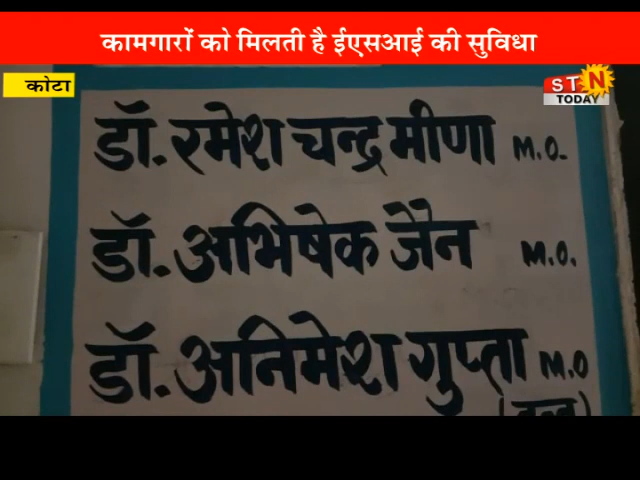 कामगारों को मिलती है ईएसआई की सुविधा
कोटा
STN
TODAY
डॉ. रमेश चन्द्र मीणा M.O.
डॉ. अभिषेक जैन M.O.
डॉ. अनिमेश गुप्ता M.O